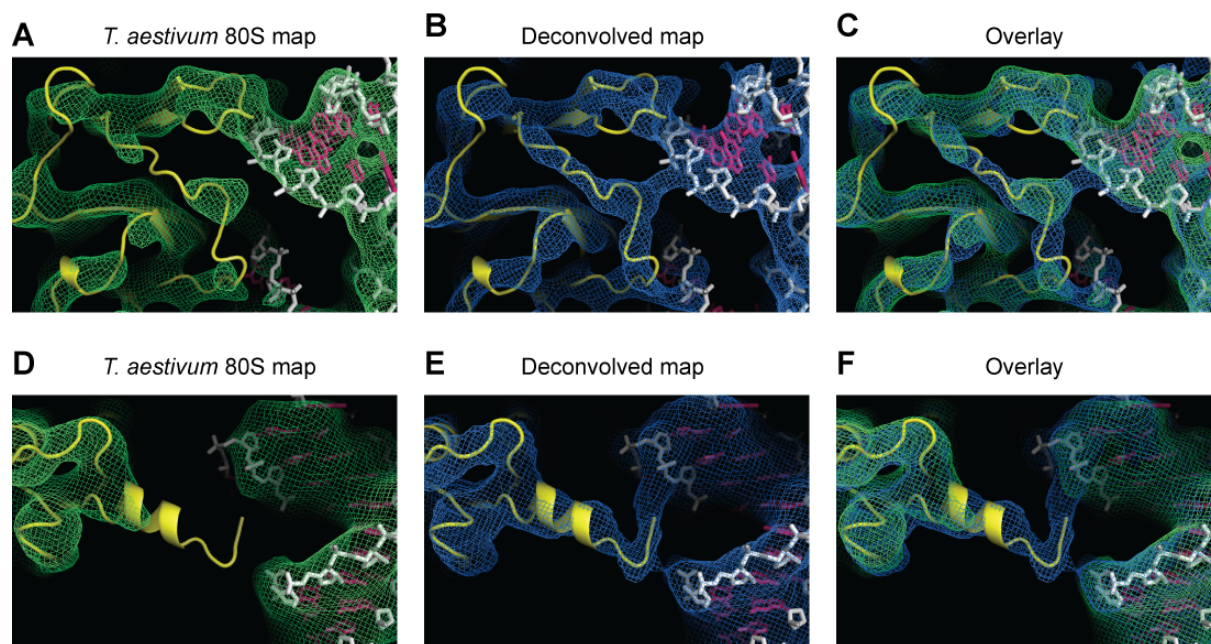 A T. aestivum 80S map
B Deconvolved map
C Overlay
D T. aestivum 80S map
E Deconvolved map
F Overlay